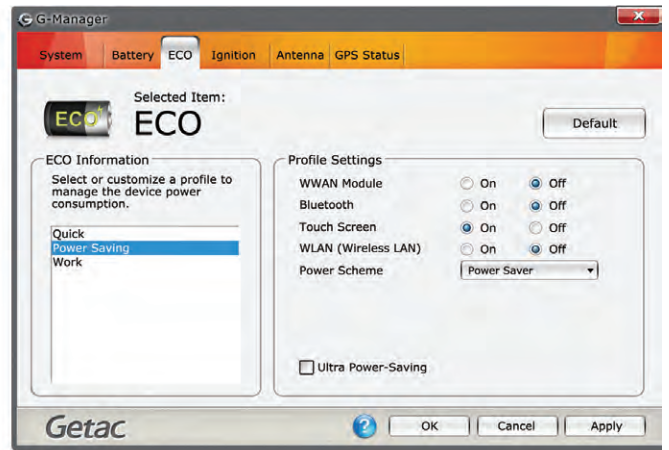 G-Manager
System Battery ECO Ignition Antenna GPS Status
ECO
Selected Item:
ECO
Default
ECO Information
Select or customize a profile to
manage the device power
consumption.
Quick
Power Saving
Work
Profile Settings
WWAN Module On Off
Bluetooth On Off
Touch Screen On Off
WLAN (Wireless LAN) On Off
Power Scheme Power Saver
Ultra Power-Saving
Getac ? OK Cancel Apply